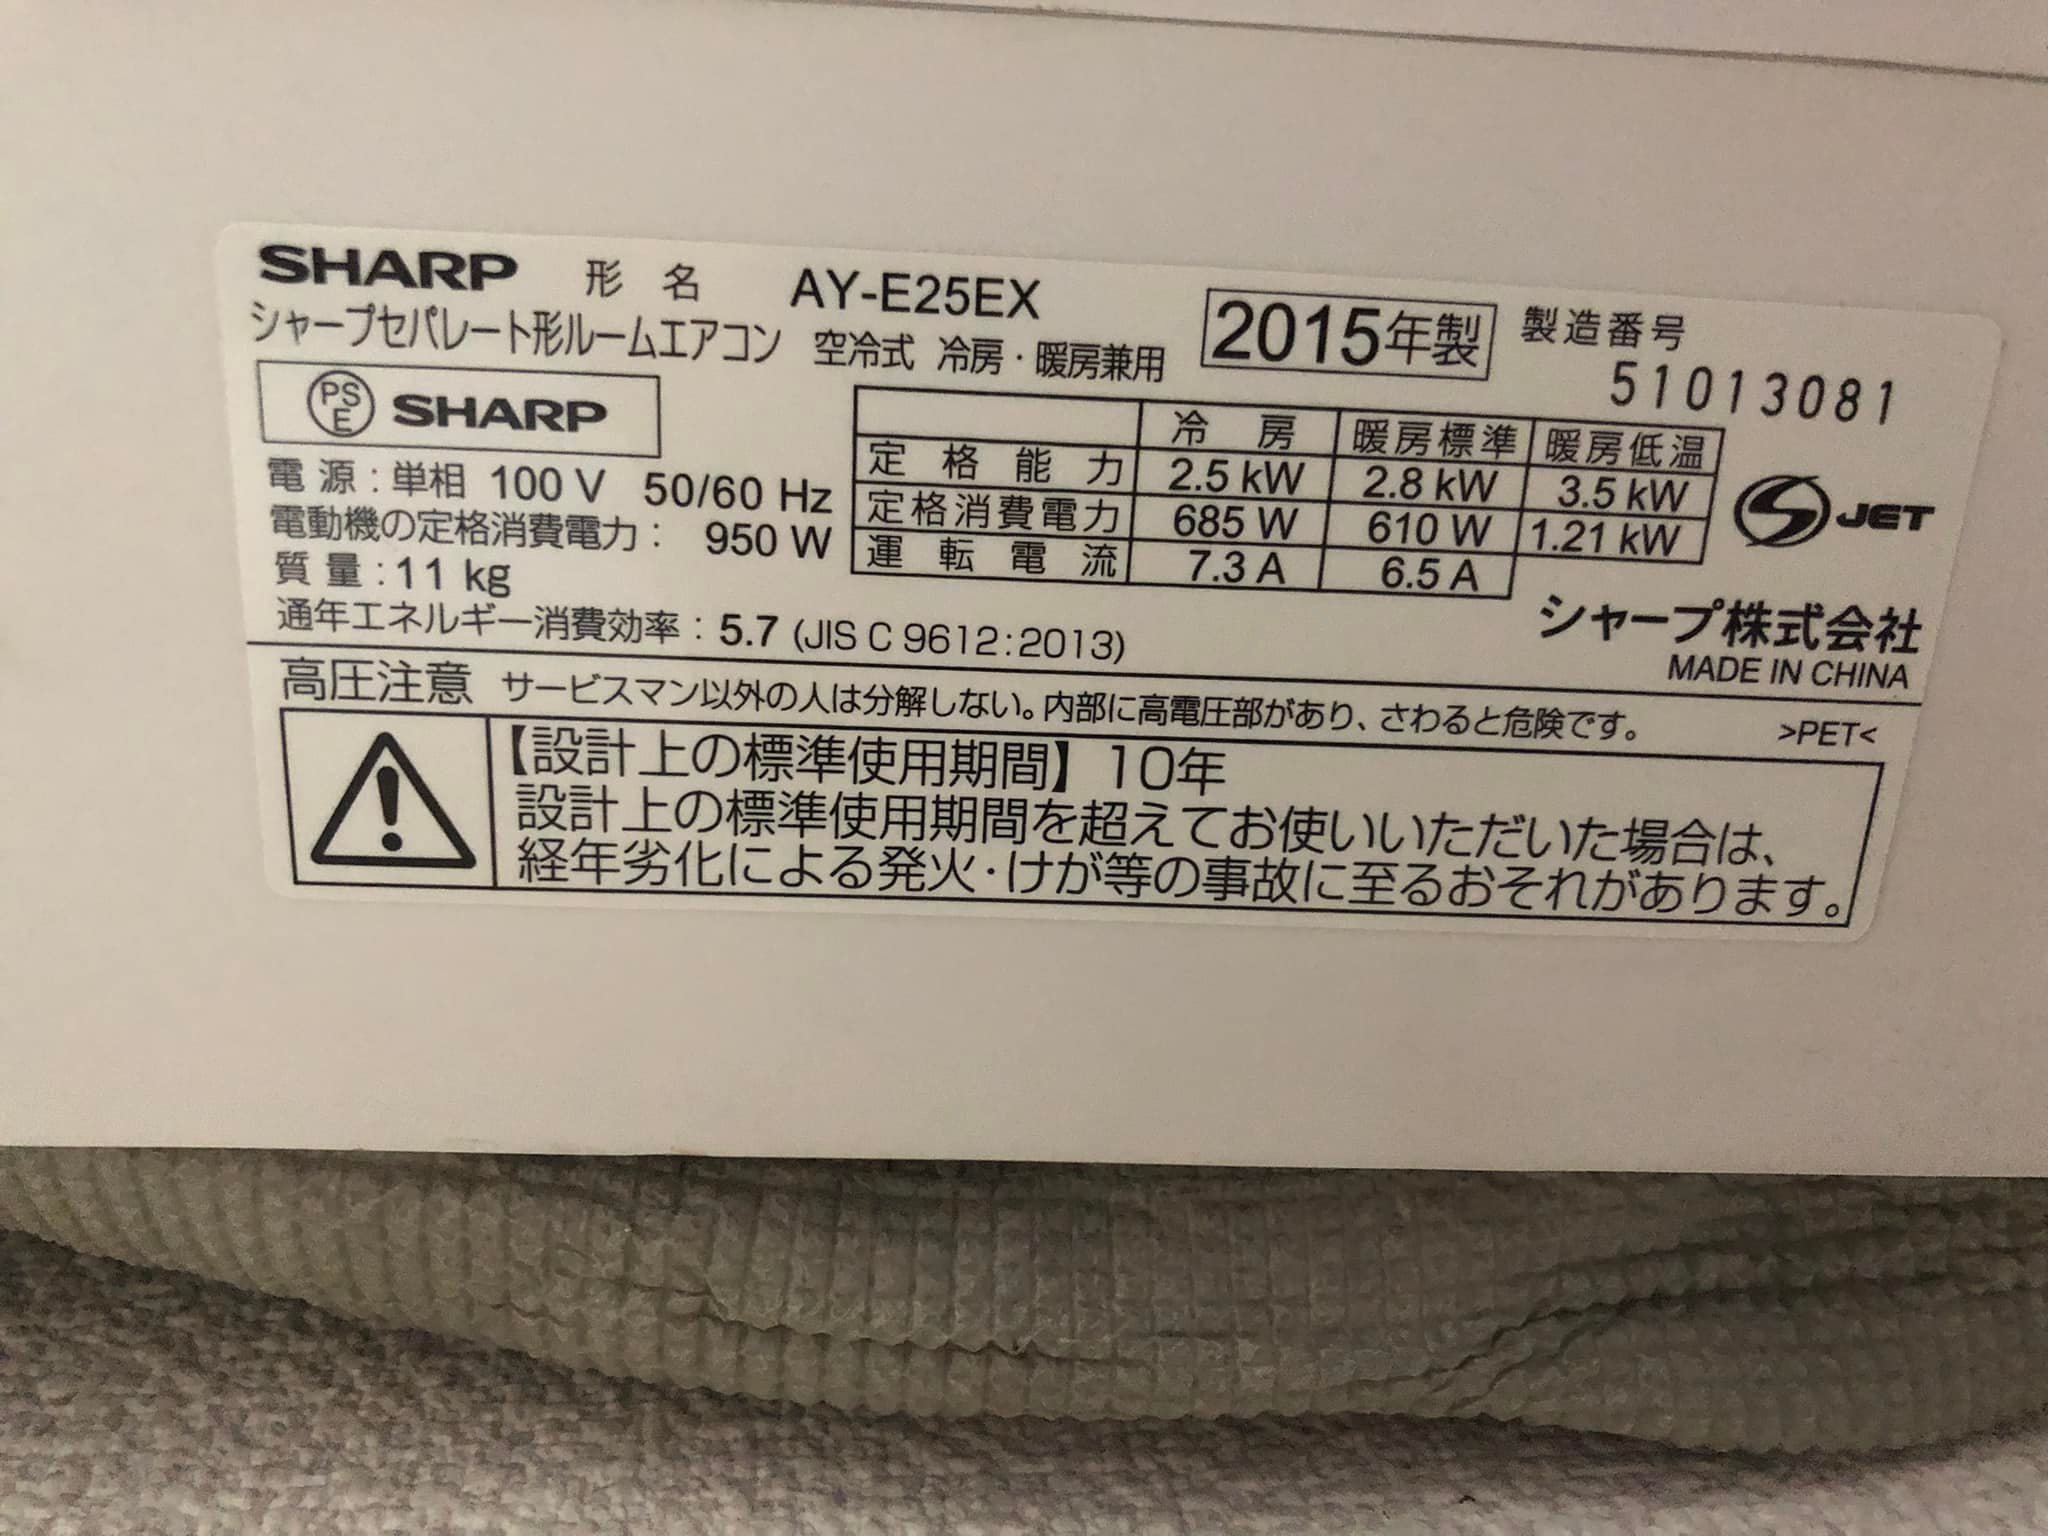 SHARP 形名 AY-E25EX
シャープセパレート形ルームエアコン 空冷式 冷房・暖房兼用
2015年製 製造番号
51013081
PSE SHARP
電源:単相 100 V 50/60 Hz
電動機の定格消費電力: 950 W
質量:11 kg
通年エネルギー消費効率:5.7 (JIS C 9612:2013)
冷房 暖房標準 暖房低温
定格能力 2.5 kW 2.8 kW 3.5 kW
定格消費電力 685 W 610 W 1.21 kW
運転電流 7.3 A 6.5 A
S JET
シャープ株式会社
MADE IN CHINA
高圧注意 サービスマン以外の人は分解しない。内部に高電圧部があり、さわると危険です。 >PET<
【設計上の標準使用期間】10年
設計上の標準使用期間を超えてお使いいただいた場合は、
経年劣化による発火・けが等の事故に至るおそれがあります。